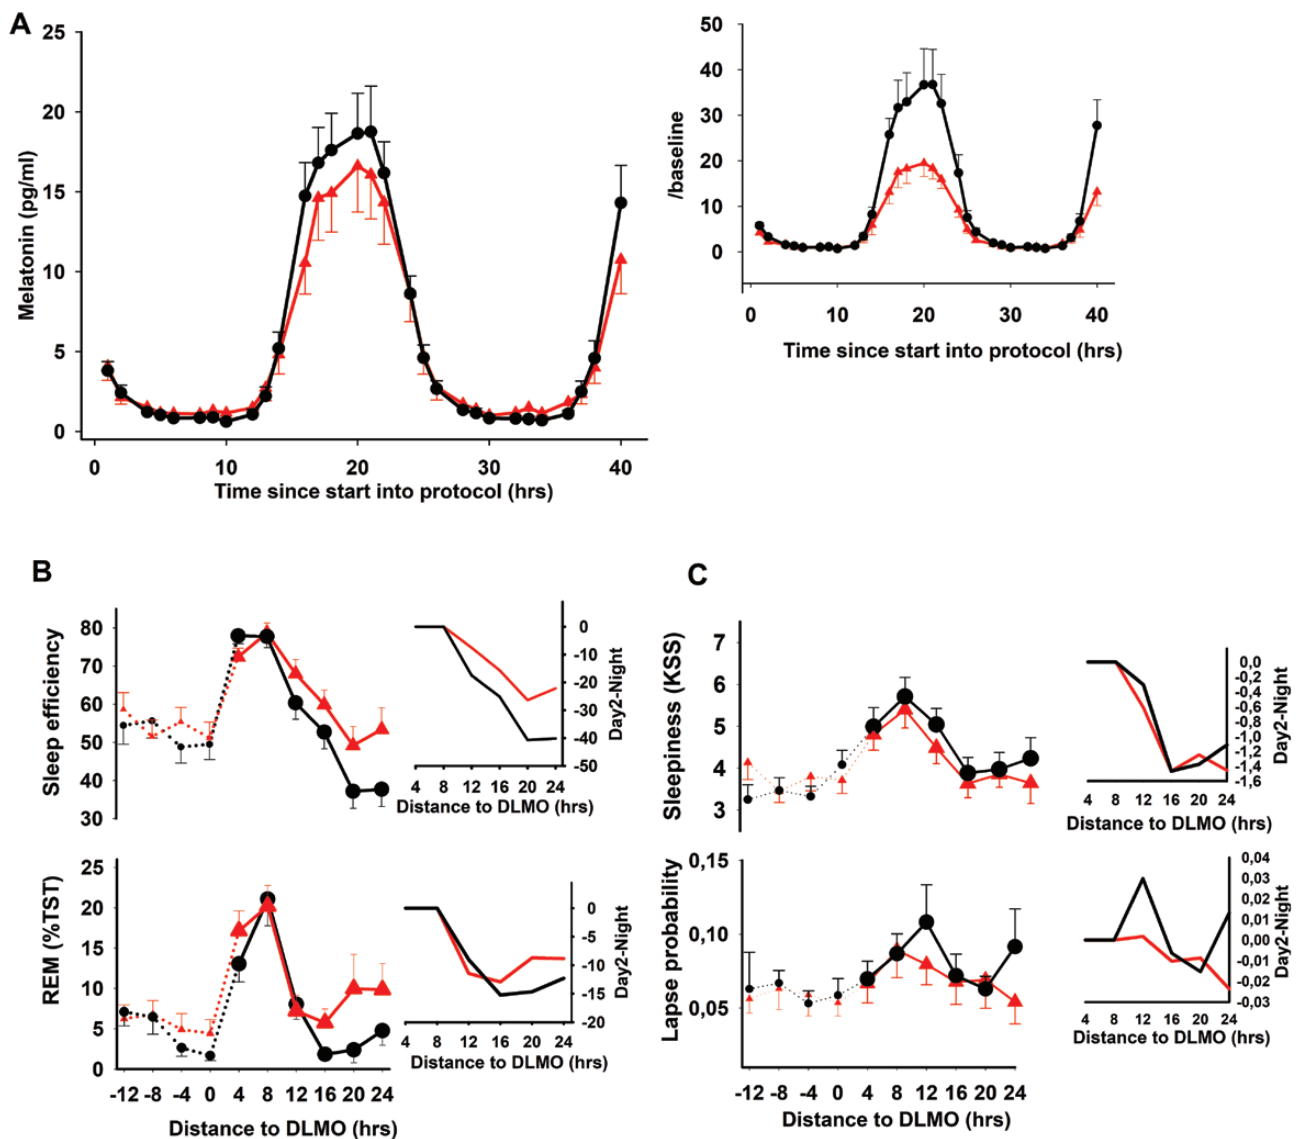 A
25
20
15
10
5
0
Melatonin (pg/ml)
0 10 20 30 40
Time since start into protocol (hrs)
50
40
30
20
10
0
/baseline
0 10 20 30 40
Time since start into protocol (hrs)
B
80
70
60
50
40
30
Sleep efficiency
0
-10
-20
-30
-40
-50
Day2-Night
4 8 12 16 20 24
Distance to DLMO (hrs)
25
20
15
10
5
0
REM (%TST)
0
-5
-10
-15
-20
Day2-Night
4 8 12 16 20 24
Distance to DLMO (hrs)
-12 -8 -4 0 4 8 12 16 20 24
Distance to DLMO (hrs)
C
7
6
5
4
3
Sleepiness (KSS)
0,0
-0,2
-0,4
-0,6
-0,8
-1,0
-1,2
-1,4
-1,6
Day2-Night
4 8 12 16 20 24
Distance to DLMO (hrs)
0,15
0,10
0,05
Lapse probability
0,04
0,03
0,02
0,01
0,00
-0,01
-0,02
-0,03
Day2-Night
4 8 12 16 20 24
Distance to DLMO (hrs)
-12 -8 -4 0 4 8 12 16 20 24
Distance to DLMO (hrs)